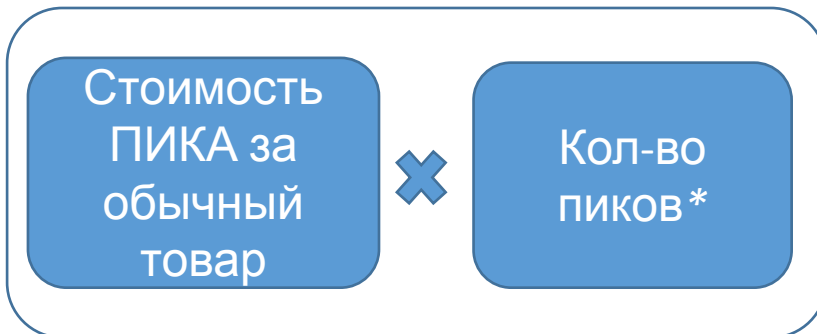 Стоимость
ПИКА за
обычный
товар
Кол-во
пиков*